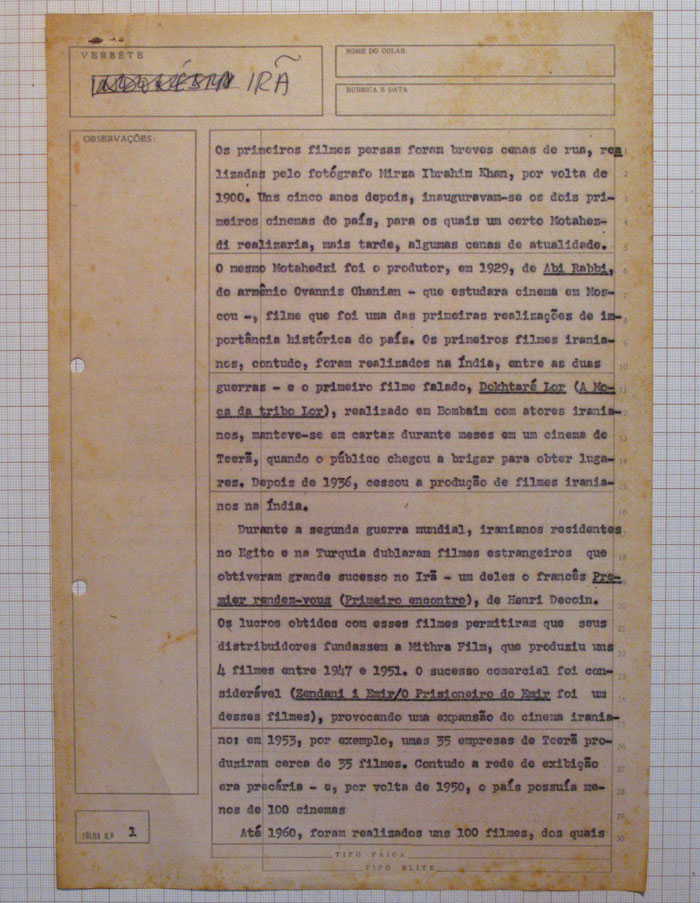 VERBÊTE
IRÃ
NOME DO COLAB.
RUBRICA E DATA
OBSERVAÇÕES:
Os primeiros filmes persas foram breves cenas de rua, rea
lizadas pelo fotógrafo Mirza Ibrahim Khan, por volta de
1900. Uns cinco anos depois, inauguravam-se os dois pri-
meiros cinemas do país, para os quais um certo Motahez-
di realizaria, mais tarde, algumas cenas de atualidade.
O mesmo Motahedzi foi o produtor, em 1929, de Abi Rabbi,
do armênio Ovannis Ohanian - que estudara cinema em Mos-
cou -, filme que foi uma das primeiras realizações de im-
portância histórica do país. Os primeiros filmes irania-
nos, contudo, foram realizados na Índia, entre as duas
guerras - e o primeiro filme falado, Dokhtaré Lor (A Mo-
ça da tribo Lor), realizado em Bombaim com atores irania-
nos, manteve-se em cartaz durante meses em um cinema de
Teerã, quando o público chegou a brigar para obter luga-
res. Depois de 1936, cessou a produção de filmes irania-
nos na Índia.
Durante a segunda guerra mundial, iranianos residentes
no Egito e na Turquia dublaram filmes estrangeiros que
obtiveram grande sucesso no Irã - um deles o francês Pre-
mier rendez-vous (Primeiro encontro), de Henri Decoin.
Os lucros obtidos com esses filmes permitiram que seus
distribuidores fundassem a Mithra Film, que produziu uns
4 filmes entre 1947 e 1951. O sucesso comercial foi con-
siderável (Zendani i Emir/O Prisioneiro do Emir foi um
desses filmes), provocando uma expansão do cinema irania-
no: em 1953, por exemplo, umas 35 empresas de Teerã pro-
duziram cerca de 35 filmes. Contudo a rede de exibição
era precária - e, por volta de 1950, o país possuía me-
nos de 100 cinemas
Até 1960, foram realizados uns 100 filmes, dos quais
FÔLHA N.º 1
TIPO PAICA
TIPO ELITE